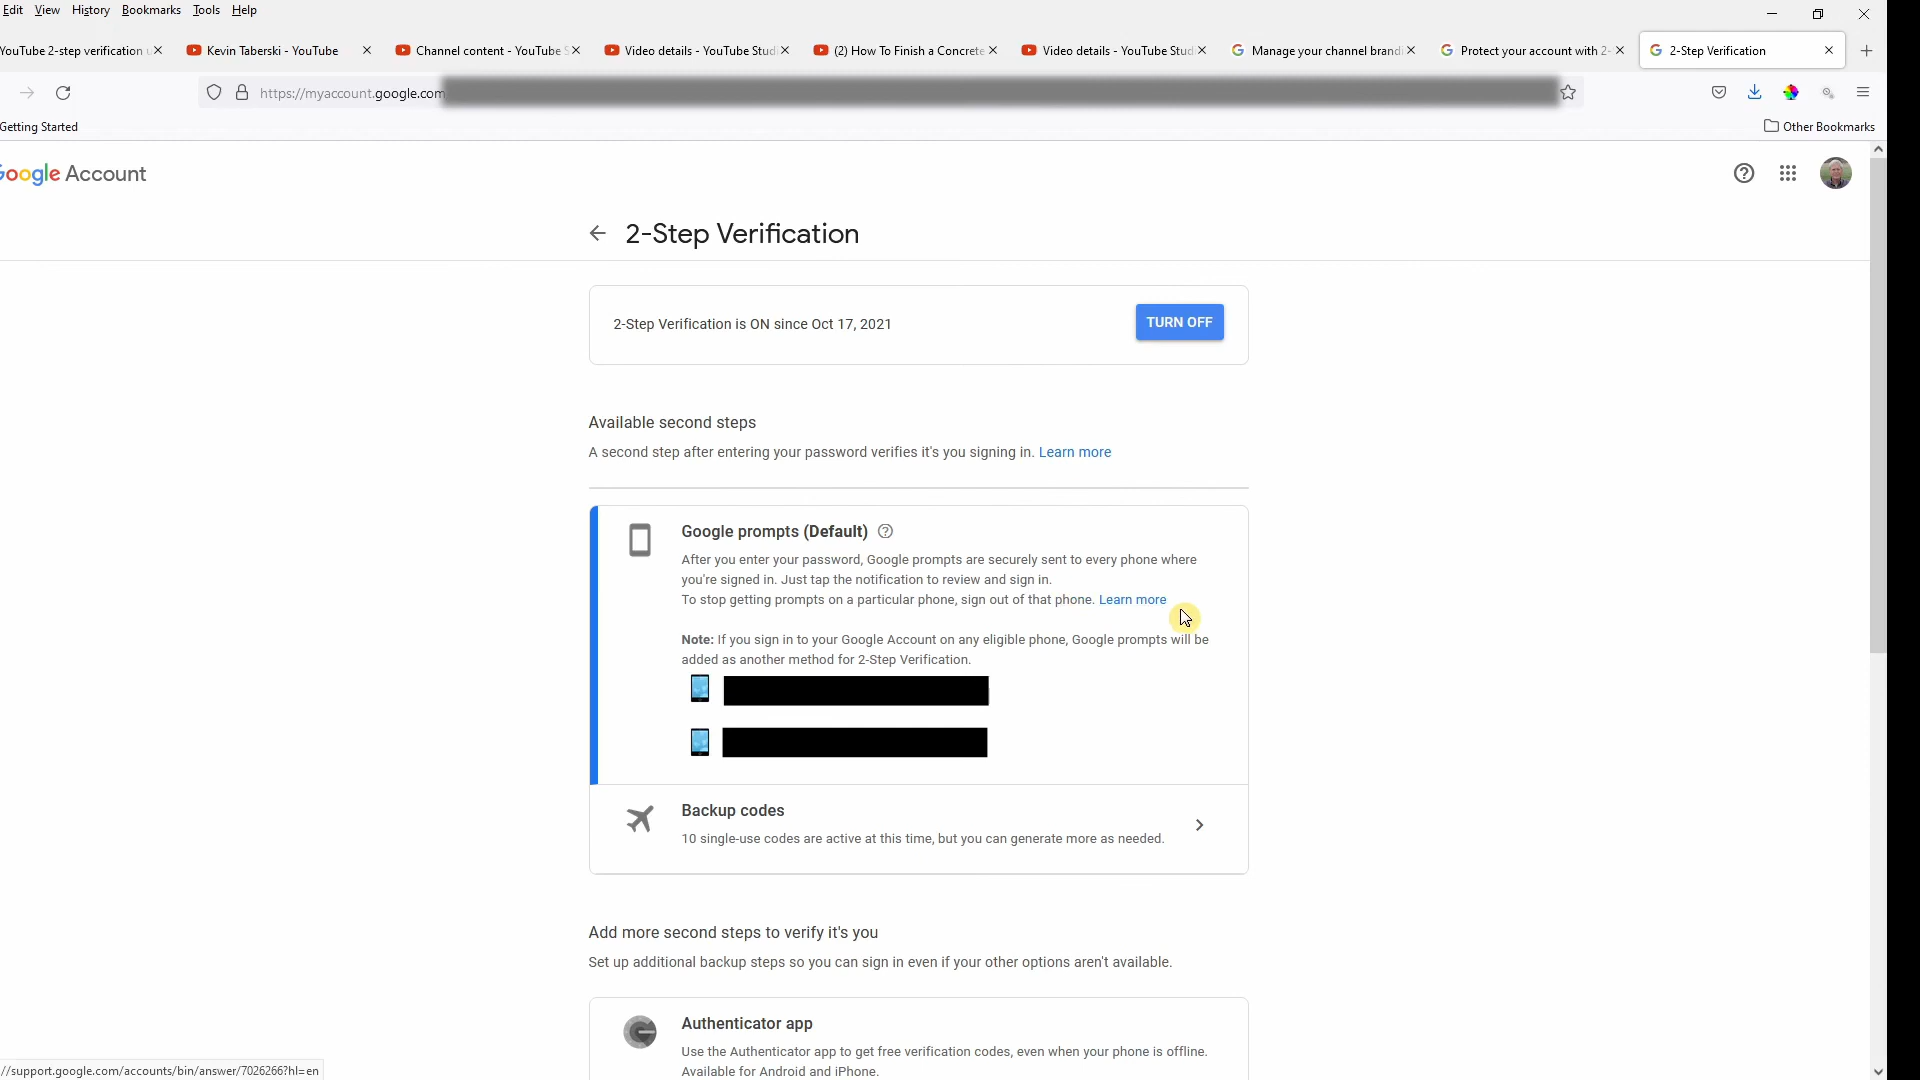 Edit View History Bookmarks Tools Help
YouTube 2-step verification Kevin Taberski - YouTube Channel content - YouTube S Video details - YouTube Studi (2) How To Finish a Concrete Video details - YouTube Studi Manage your channel brandi Protect your account with 2- 2-Step Verification
https://myaccount.google.com
Getting Started Other Bookmarks
Google Account
2-Step Verification
2-Step Verification is ON since Oct 17, 2021 TURN OFF
Available second steps
A second step after entering your password verifies it's you signing in. Learn more
Google prompts (Default)
After you enter your password, Google prompts are securely sent to every phone where
you're signed in. Just tap the notification to review and sign in.
To stop getting prompts on a particular phone, sign out of that phone. Learn more
Note: If you sign in to your Google Account on any eligible phone, Google prompts will be
added as another method for 2-Step Verification.
Backup codes
10 single-use codes are active at this time, but you can generate more as needed.
Add more second steps to verify it's you
Set up additional backup steps so you can sign in even if your other options aren't available.
Authenticator app
Use the Authenticator app to get free verification codes, even when your phone is offline.
Available for Android and iPhone.
//support.google.com/accounts/bin/answer/7026266?hl=en